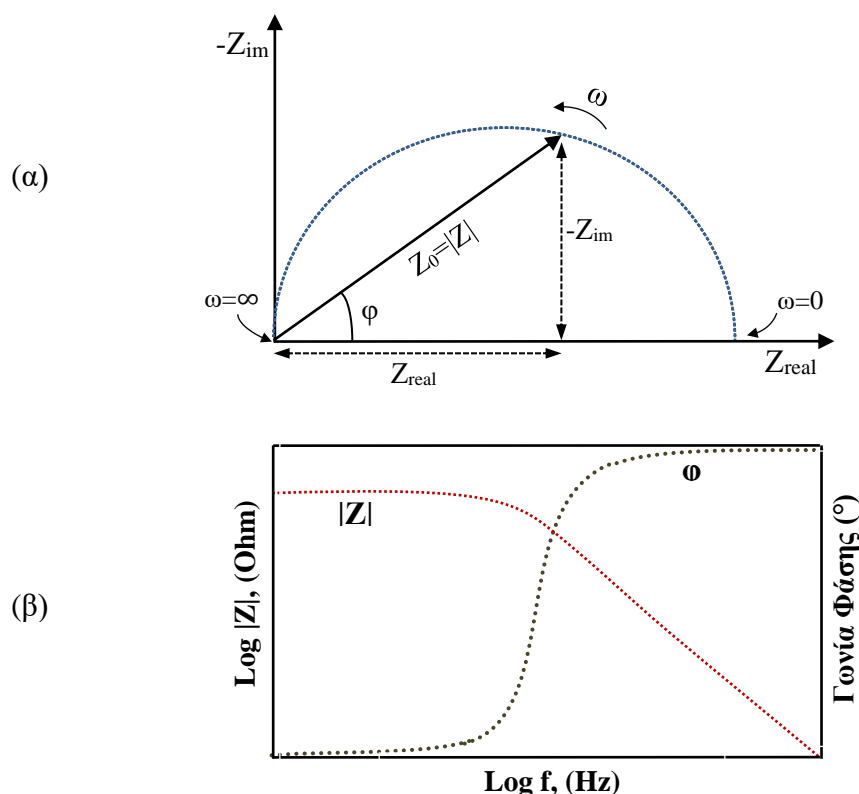 -Zim
ω
(α)
Z0=|Z|
-Zim
ω=∞
φ
ω=0
Zreal
Zreal
(β)
|Z|
φ
Log |Z|, (Ohm)
Γωνία Φάσης (°)
Log f, (Hz)